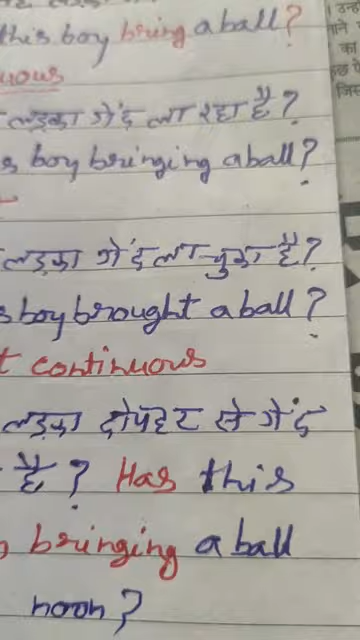 this boy bring a ball?
uous
लड़का गेंद ला रहा है?
s boy bringing a ball?
लड़का गेंद ला चुका है?
s boy brought a ball?
t continuous
लड़का दोपहर से गेंद
है? Has this
bringing a ball
noon?